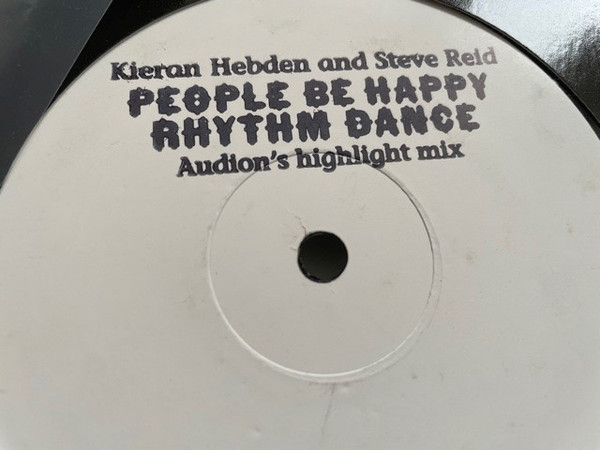 Kieran Hebden and Steve Reid
PEOPLE BE HAPPY
RHYTHM DANCE
Audion's highlight mix